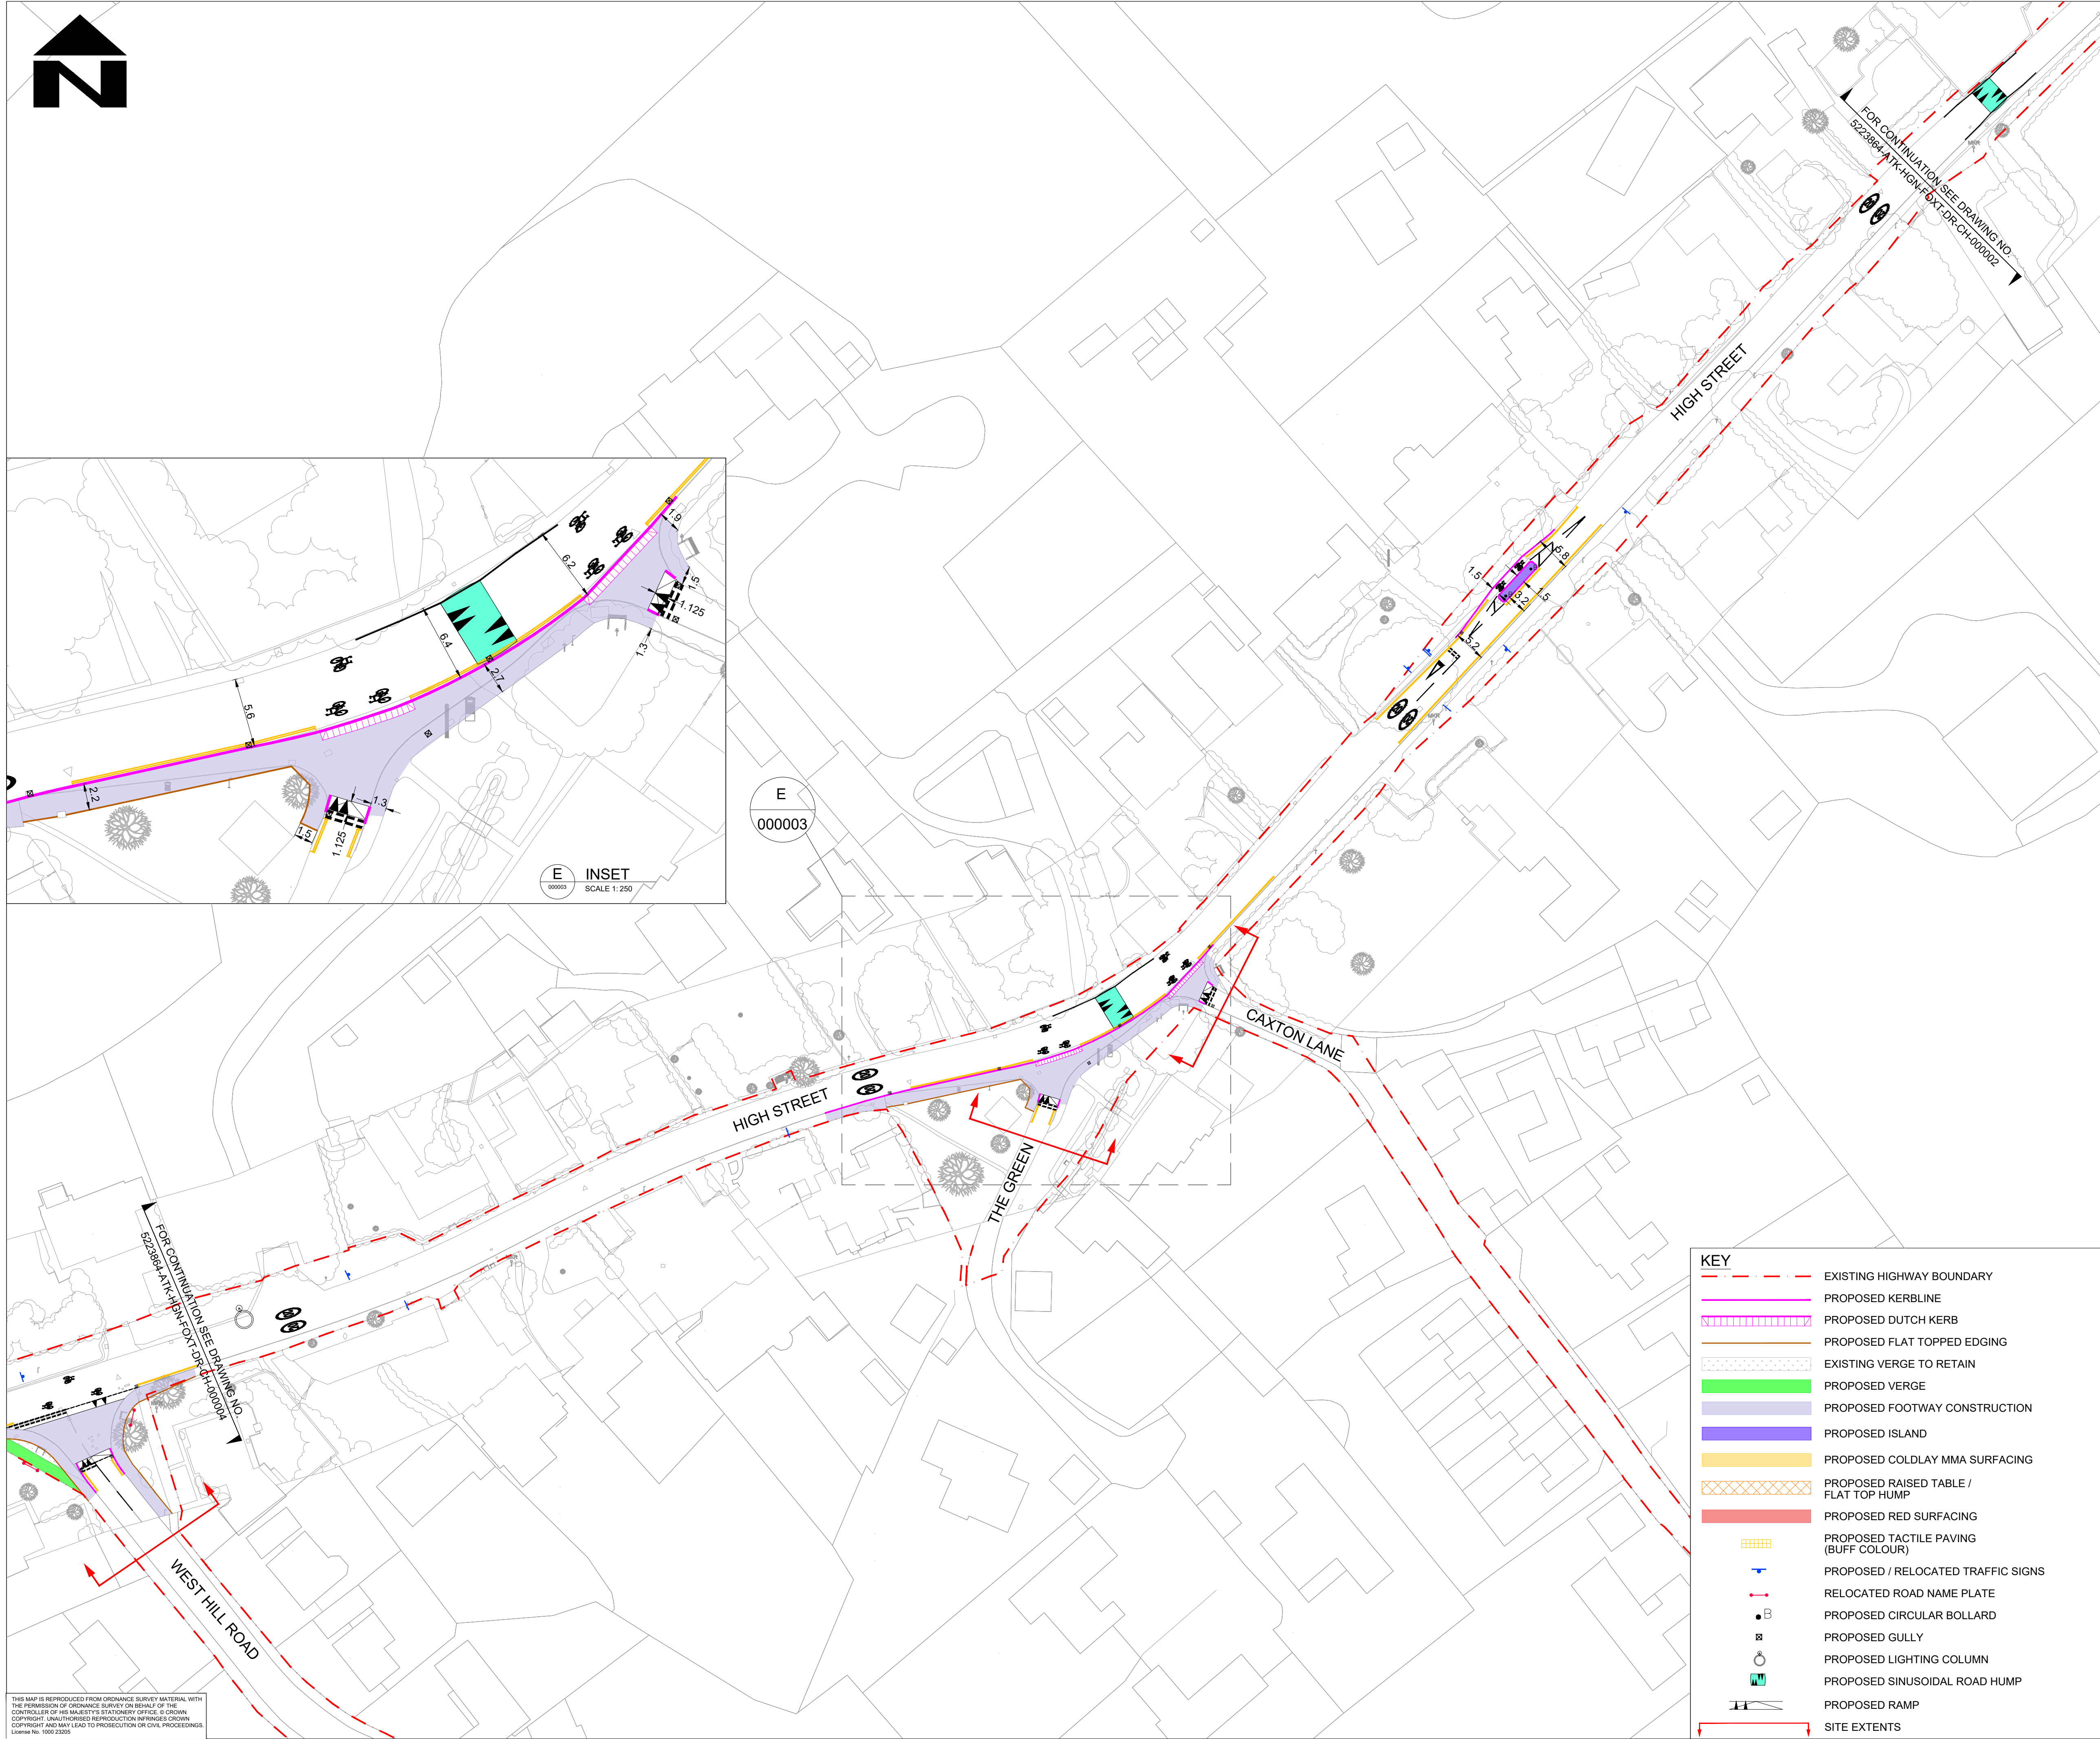 N
FOR CONTINUATION SEE DRAWING NO.
5223864-ATK-HGN-FOXT-DR-CH-000002
HIGH STREET
1.5
5.8
3.2
1.5
5.2
1.9
6.2
1.5
1.125
6.4
1.3
2.7
5.6
2.2
1.3
1.5
1.125
E
000003
INSET
SCALE 1: 250
E
000003
CAXTON LANE
HIGH STREET
THE GREEN
FOR CONTINUATION SEE DRAWING NO.
5223864-ATK-HGN-FOXT-DR-CH-000004
WEST HILL ROAD
KEY
EXISTING HIGHWAY BOUNDARY
PROPOSED KERBLINE
PROPOSED DUTCH KERB
PROPOSED FLAT TOPPED EDGING
EXISTING VERGE TO RETAIN
PROPOSED VERGE
PROPOSED FOOTWAY CONSTRUCTION
PROPOSED ISLAND
PROPOSED COLDLAY MMA SURFACING
PROPOSED RAISED TABLE /
FLAT TOP HUMP
PROPOSED RED SURFACING
PROPOSED TACTILE PAVING
(BUFF COLOUR)
PROPOSED / RELOCATED TRAFFIC SIGNS
RELOCATED ROAD NAME PLATE
B
PROPOSED CIRCULAR BOLLARD
PROPOSED GULLY
PROPOSED LIGHTING COLUMN
PROPOSED SINUSOIDAL ROAD HUMP
PROPOSED RAMP
SITE EXTENTS
THIS MAP IS REPRODUCED FROM ORDNANCE SURVEY MATERIAL WITH
THE PERMISSION OF ORDNANCE SURVEY ON BEHALF OF THE
CONTROLLER OF HIS MAJESTY'S STATIONERY OFFICE. © CROWN
COPYRIGHT. UNAUTHORISED REPRODUCTION INFRINGES CROWN
COPYRIGHT AND MAY LEAD TO PROSECUTION OR CIVIL PROCEEDINGS.
License No. 1000 23205